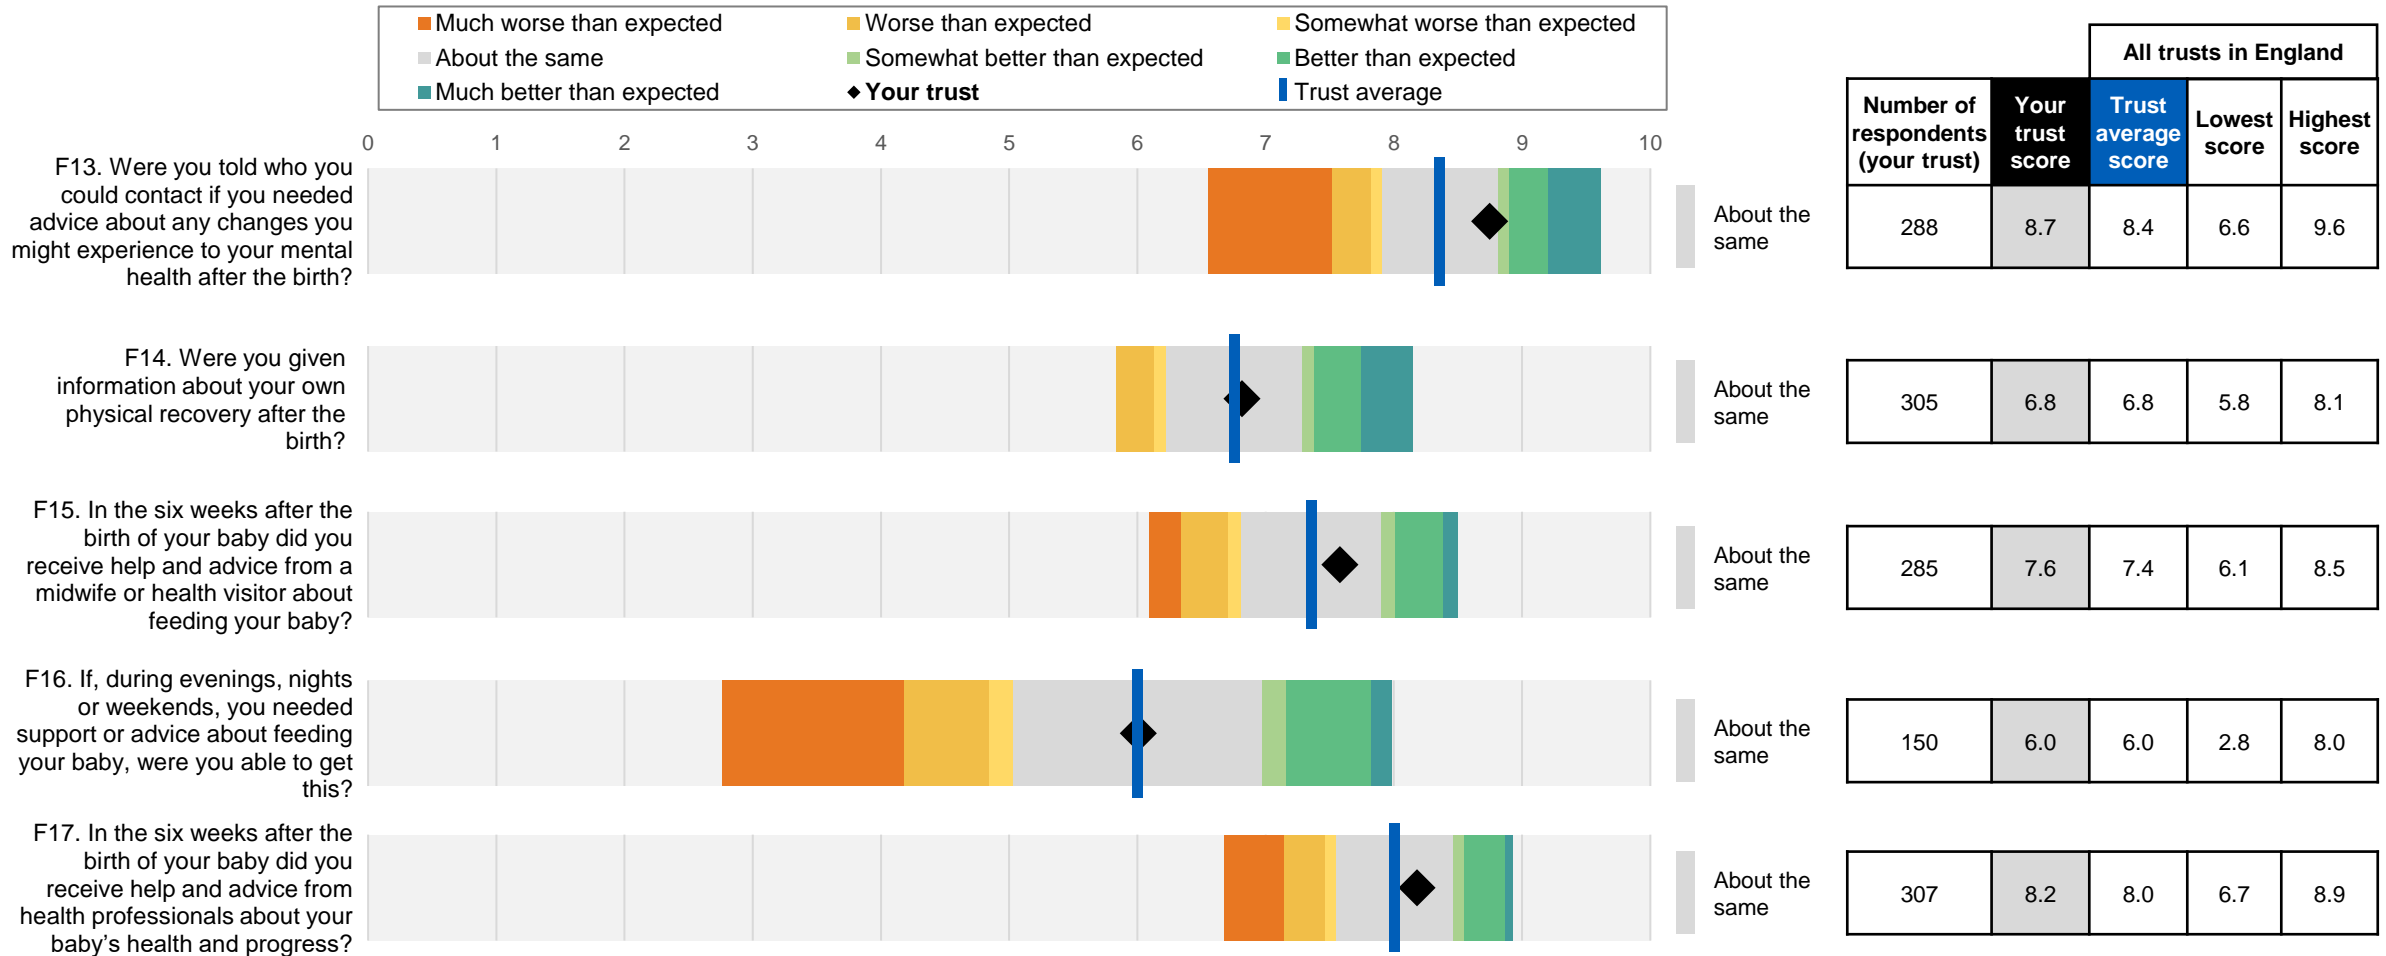 Much worse than expected
Worse than expected
Somewhat worse than expected
About the same
Somewhat better than expected
Better than expected
Much better than expected
Your trust
Trust average
All trusts in England
Number of
respondents
(your trust)
Your
trust
score
Trust
average
score
Lowest
score
Highest
score
0 1 2 3 4 5 6 7 8 9 10
F13. Were you told who you
could contact if you needed
advice about any changes you
might experience to your mental
health after the birth?
About the
same
288 8.7 8.4 6.6 9.6
F14. Were you given
information about your own
physical recovery after the
birth?
About the
same
305 6.8 6.8 5.8 8.1
F15. In the six weeks after the
birth of your baby did you
receive help and advice from a
midwife or health visitor about
feeding your baby?
About the
same
285 7.6 7.4 6.1 8.5
F16. If, during evenings, nights
or weekends, you needed
support or advice about feeding
your baby, were you able to get
this?
About the
same
150 6.0 6.0 2.8 8.0
F17. In the six weeks after the
birth of your baby did you
receive help and advice from
health professionals about your
baby’s health and progress?
About the
same
307 8.2 8.0 6.7 8.9